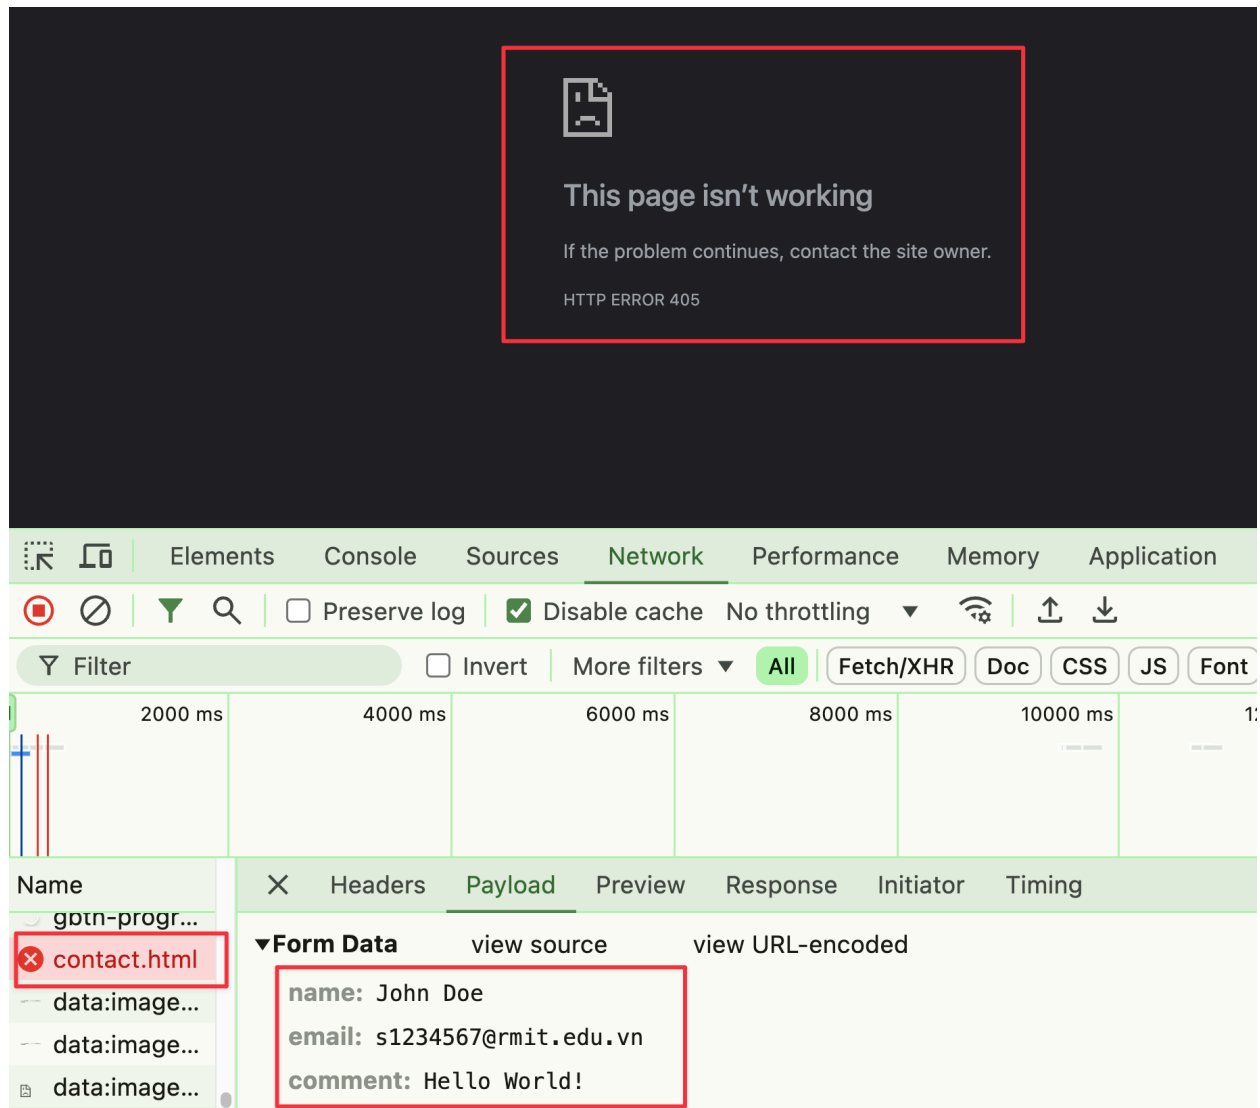 This page isn’t working
If the problem continues, contact the site owner.
HTTP ERROR 405
Elements Console Sources Network Performance Memory Application
Preserve log Disable cache No throttling
Filter Invert More filters All Fetch/XHR Doc CSS JS Font
2000 ms 4000 ms 6000 ms 8000 ms 10000 ms
Name Headers Payload Preview Response Initiator Timing
gbtn-progr...
Form Data view source view URL-encoded
contact.html
name: John Doe
data:image...
email: s1234567@rmit.edu.vn
data:image...
comment: Hello World!
data:image...